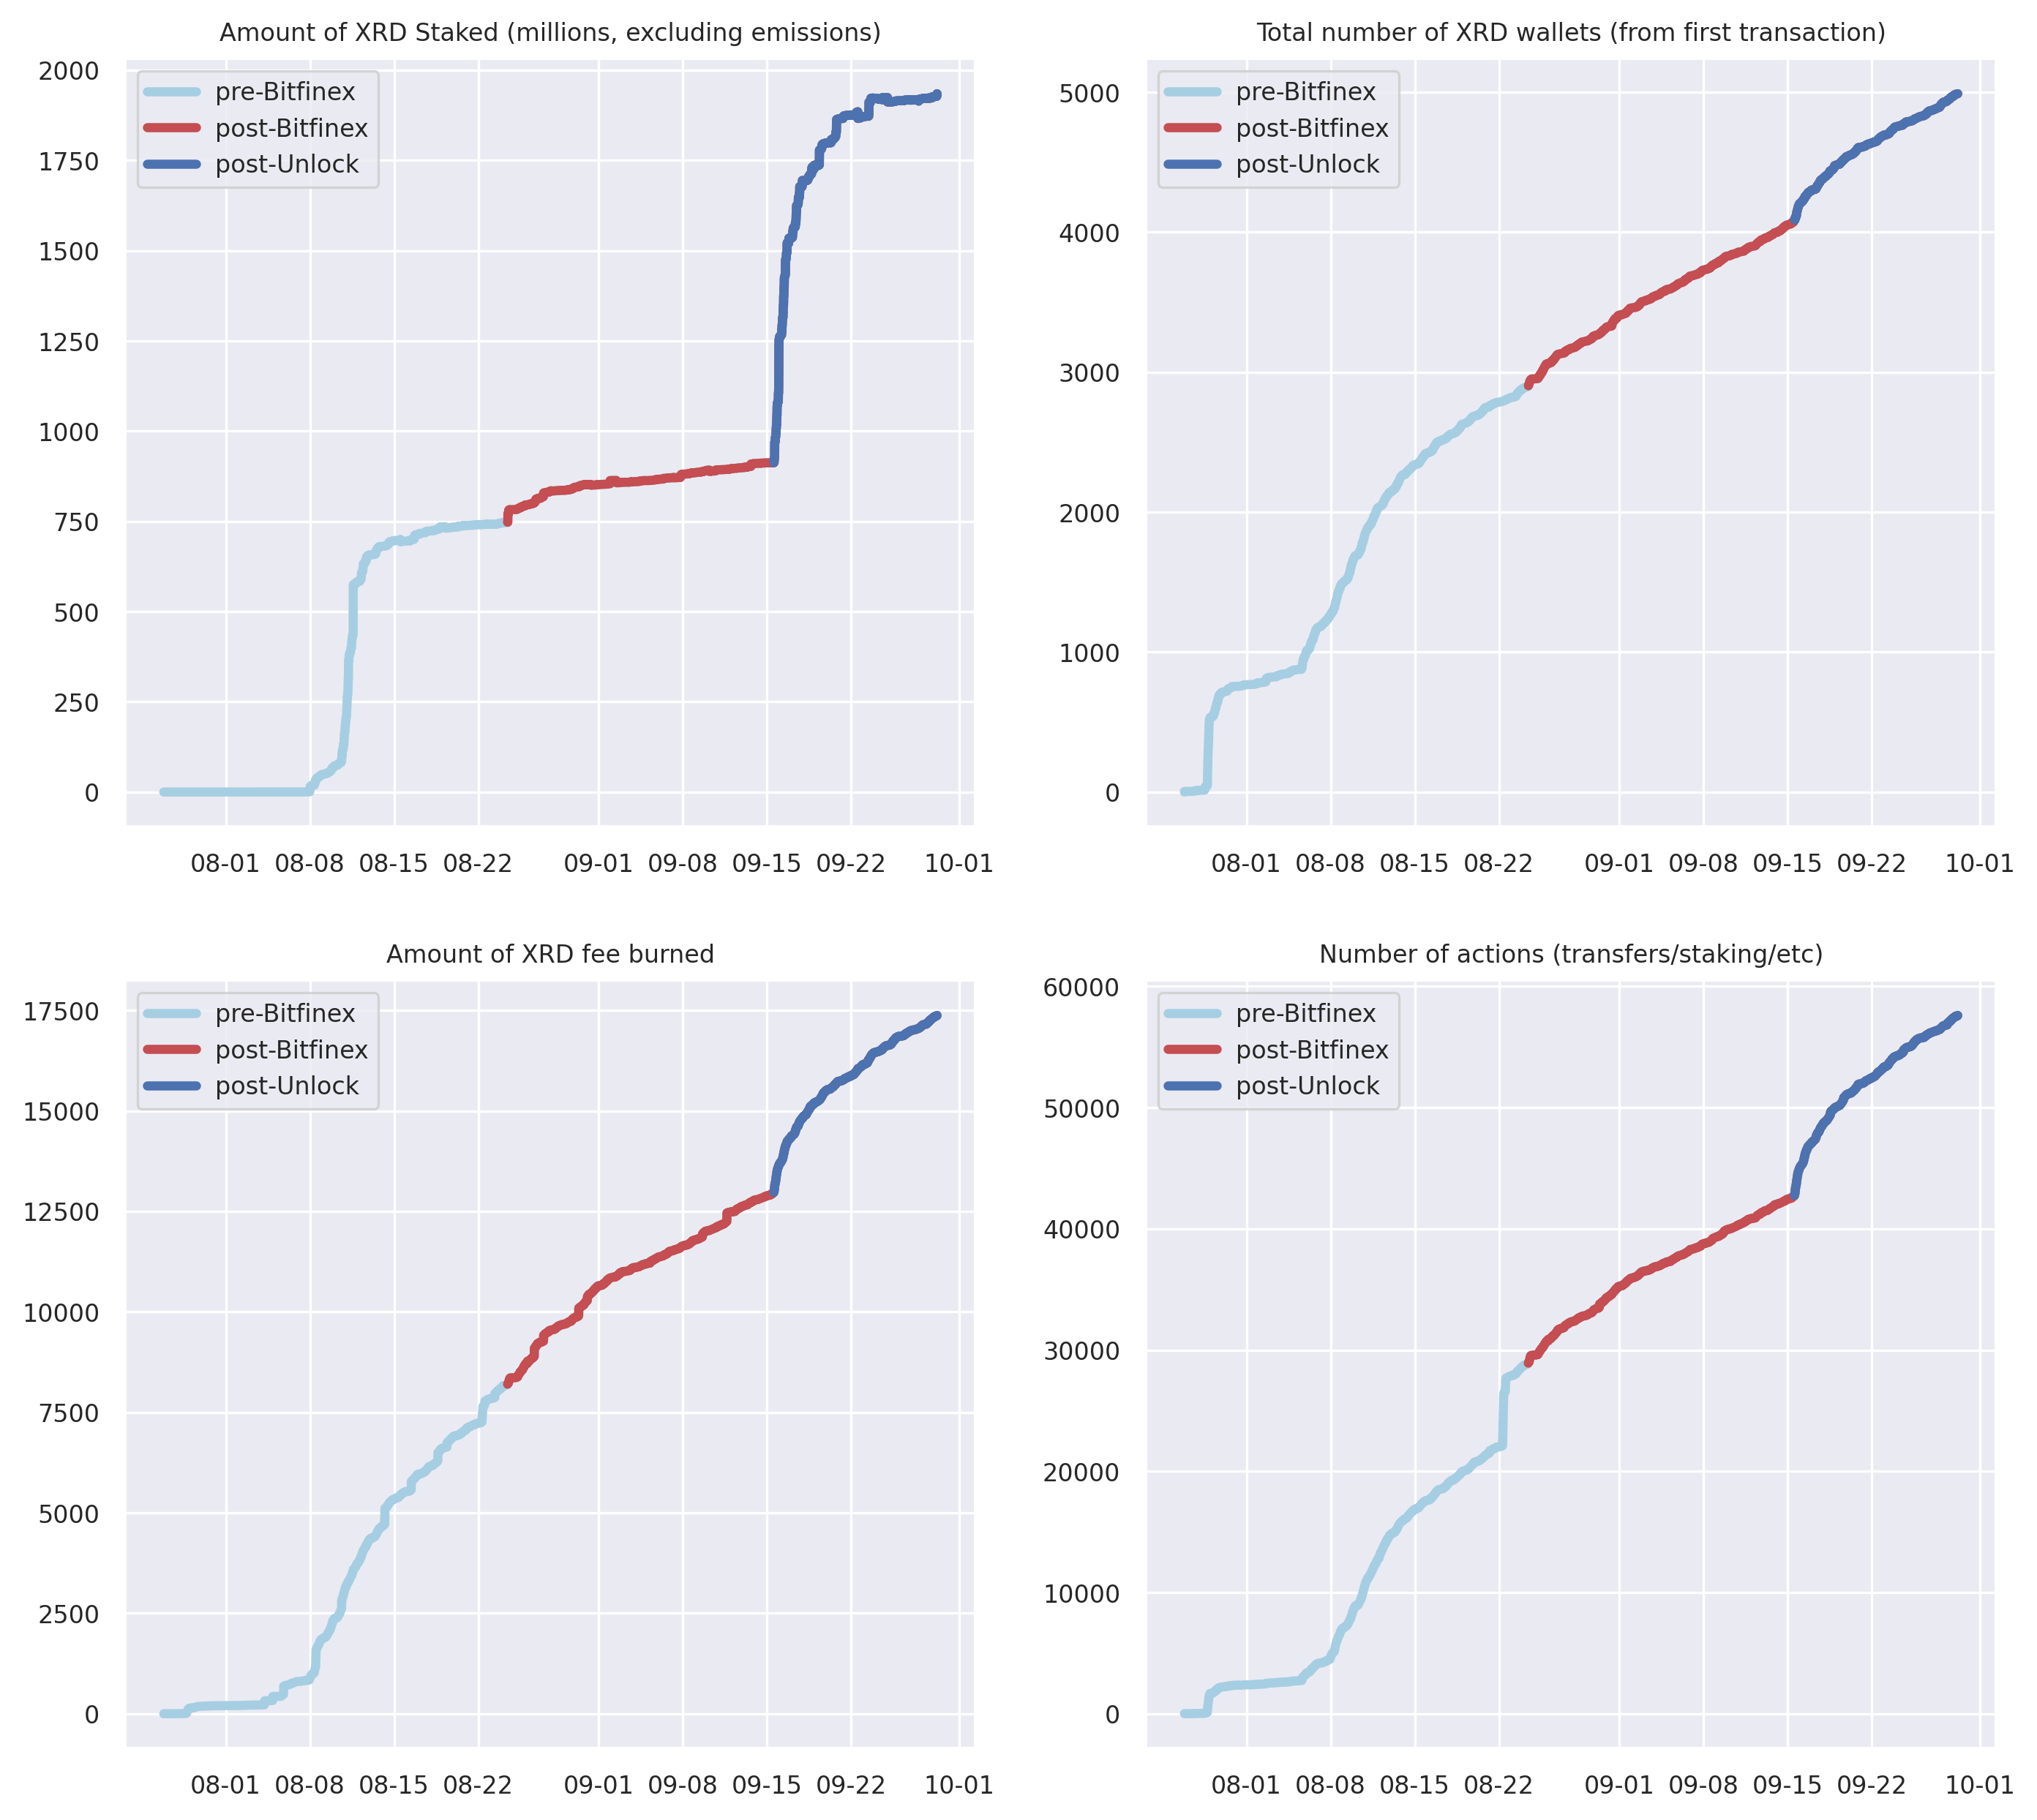 Amount of XRD Staked (millions, excluding emissions)
pre-Bitfinex
post-Bitfinex
post-Unlock
2000
1750
1500
1250
1000
750
500
250
0
08-01 08-08 08-15 08-22 09-01 09-08 09-15 09-22 10-01
Total number of XRD wallets (from first transaction)
pre-Bitfinex
post-Bitfinex
post-Unlock
5000
4000
3000
2000
1000
0
08-01 08-08 08-15 08-22 09-01 09-08 09-15 09-22 10-01
Amount of XRD fee burned
pre-Bitfinex
post-Bitfinex
post-Unlock
17500
15000
12500
10000
7500
5000
2500
0
08-01 08-08 08-15 08-22 09-01 09-08 09-15 09-22 10-01
Number of actions (transfers/staking/etc)
pre-Bitfinex
post-Bitfinex
post-Unlock
60000
50000
40000
30000
20000
10000
0
08-01 08-08 08-15 08-22 09-01 09-08 09-15 09-22 10-01